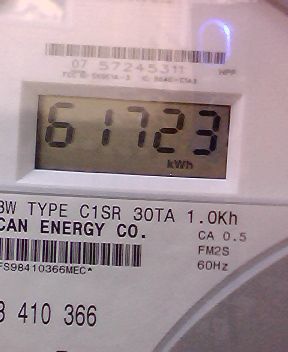 07 57245311
61723
kWh
3W TYPE C1SR 30TA 1.0Kh
CAN ENERGY CO.
CA 0.5
FM2S
FS98410366MEC*
60Hz
410 366